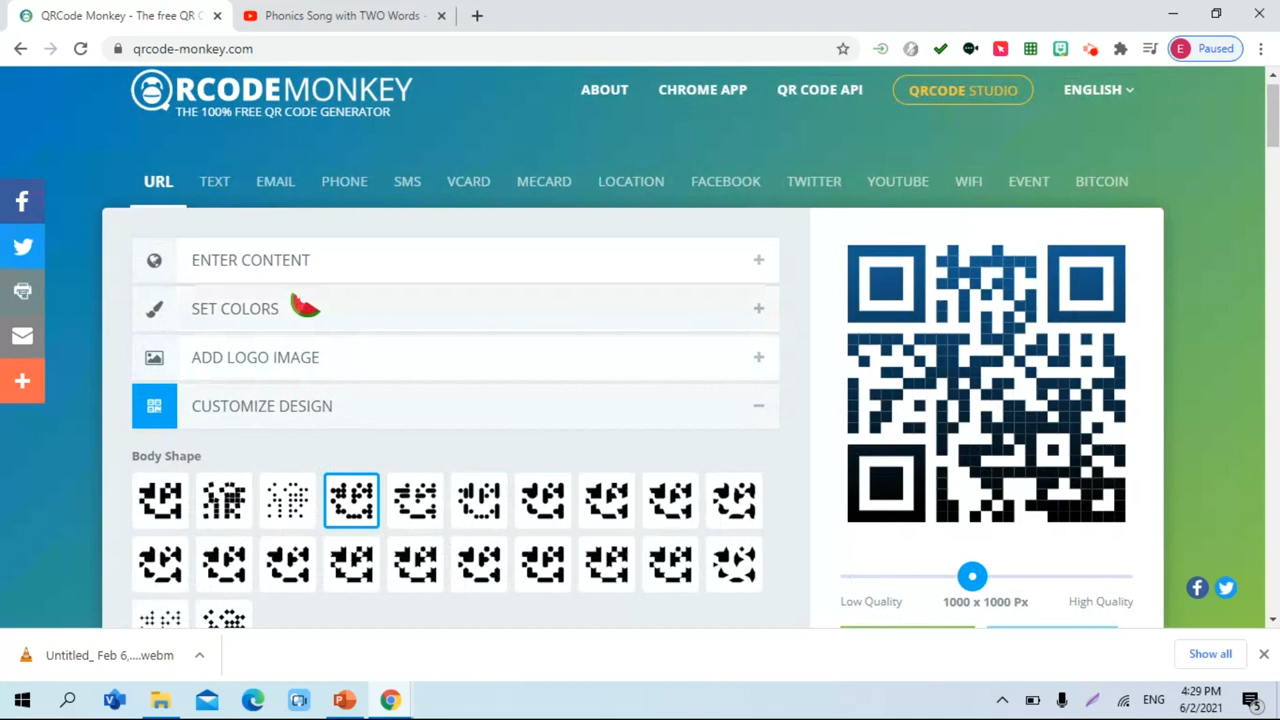 QRCode Monkey - The free QR C
Phonics Song with TWO Words -
qrcode-monkey.com
E Paused
QRCODEMONKEY
THE 100% FREE QR CODE GENERATOR
ABOUT
CHROME APP
QR CODE API
QRCODE STUDIO
ENGLISH
URL
TEXT
EMAIL
PHONE
SMS
VCARD
MECARD
LOCATION
FACEBOOK
TWITTER
YOUTUBE
WIFI
EVENT
BITCOIN
ENTER CONTENT
SET COLORS
ADD LOGO IMAGE
CUSTOMIZE DESIGN
Body Shape
Low Quality
1000 x 1000 Px
High Quality
Untitled_ Feb 6,....webm
Show all
ENG
4:29 PM
6/2/2021
5